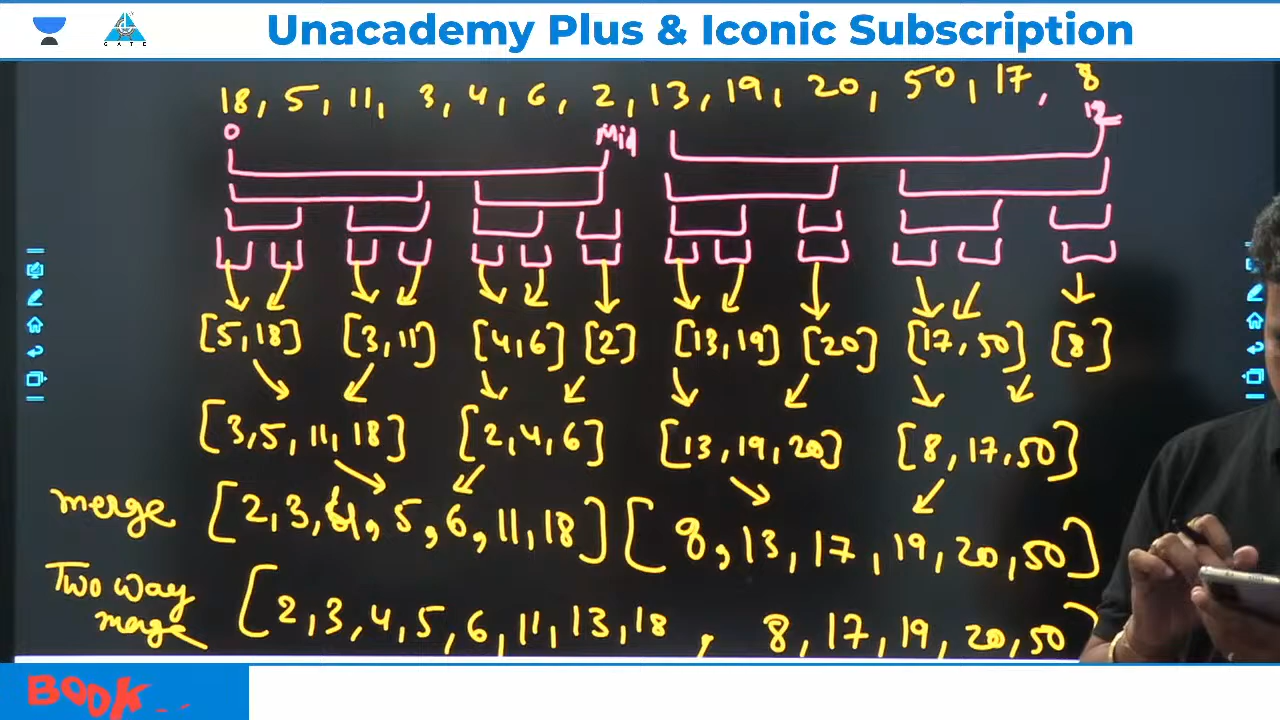 Unacademy Plus & Iconic Subscription
GATE
18, 5, 11, 3, 4, 6, 2, 13, 19, 20, 50, 17, 8
0 Mid 12
[5,18] [3,11] [4,6] [2] [13,19] [20] [17,50] [8]
[3,5,11,18] [2,4,6] [13,19,20] [8,17,50]
merge [2,3,4,5,6,11,18] [8,13,17,19,20,50]
Two way
merge [2,3,4,5,6,11,13,18, 8,17,19,20,50)
BOOK...